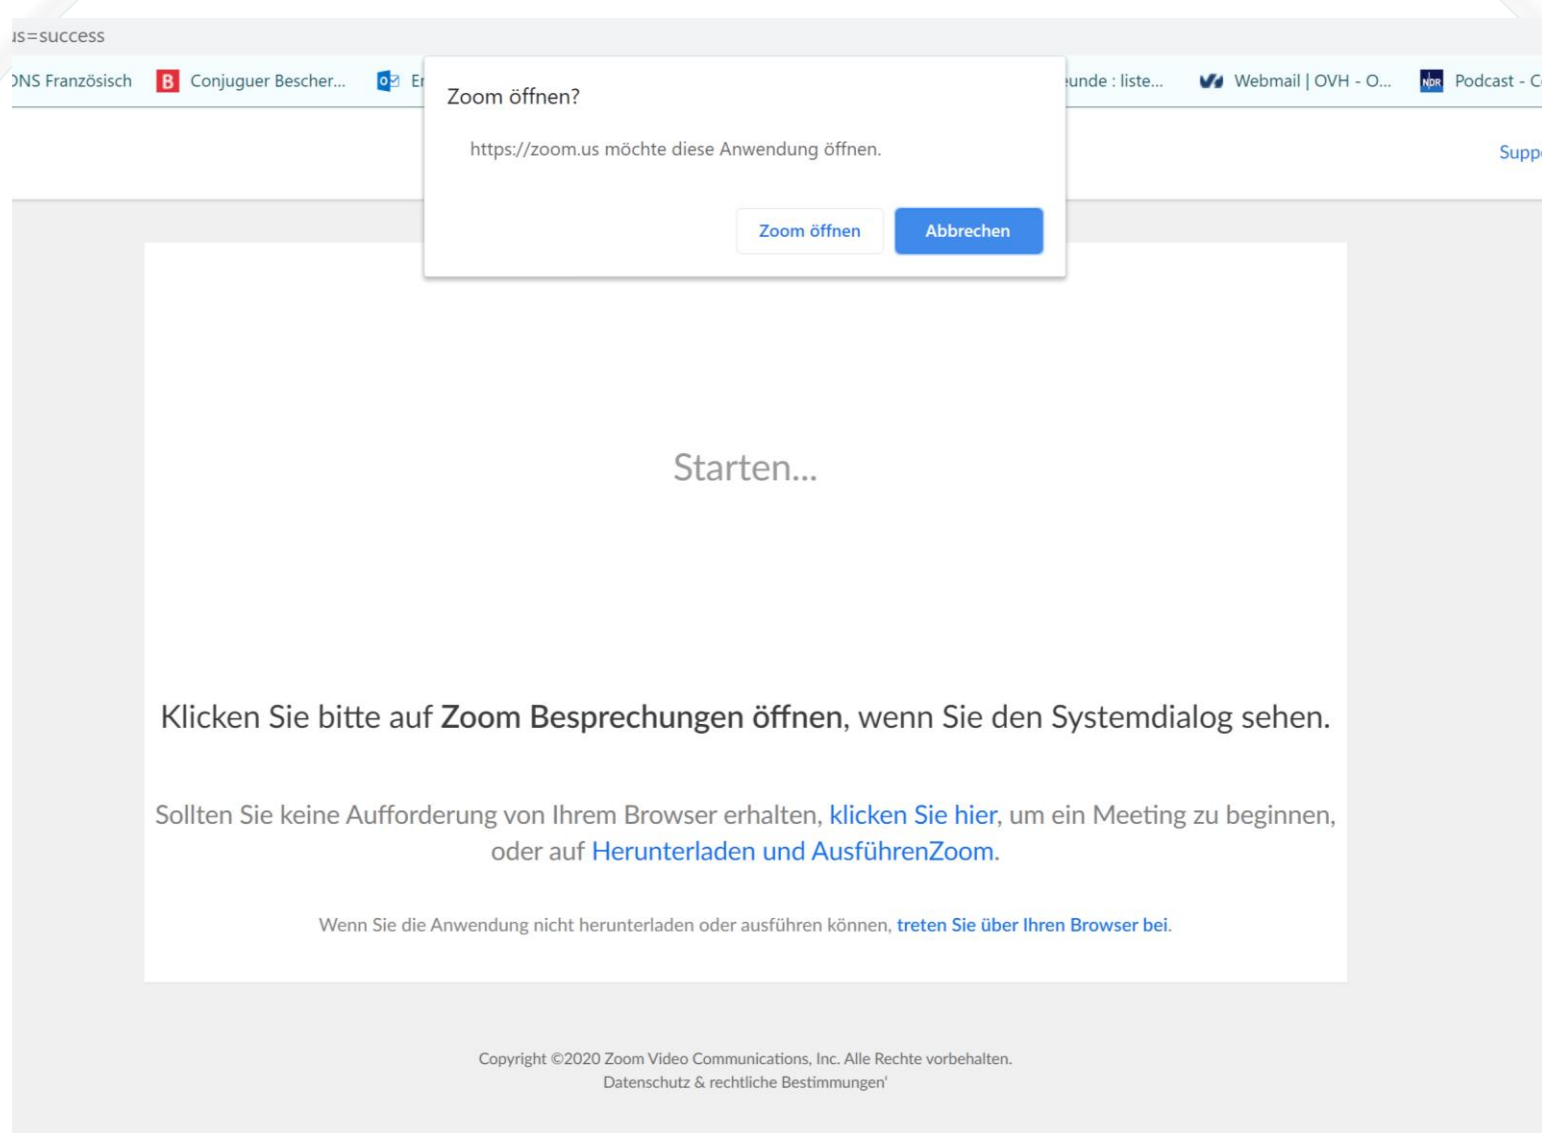 us=success
ONS Französisch B Conjuguer Bescher... eunde : liste... Webmail | OVH - O... NDR Podcast - C
Zoom öffnen?
https://zoom.us möchte diese Anwendung öffnen.
Supp
Zoom öffnen Abbrechen
Starten...
Klicken Sie bitte auf Zoom Besprechungen öffnen, wenn Sie den Systemdialog sehen.
Sollten Sie keine Aufforderung von Ihrem Browser erhalten, klicken Sie hier, um ein Meeting zu beginnen,
oder auf Herunterladen und AusführenZoom.
Wenn Sie die Anwendung nicht herunterladen oder ausführen können, treten Sie über Ihren Browser bei.
Copyright ©2020 Zoom Video Communications, Inc. Alle Rechte vorbehalten.
Datenschutz & rechtliche Bestimmungen'